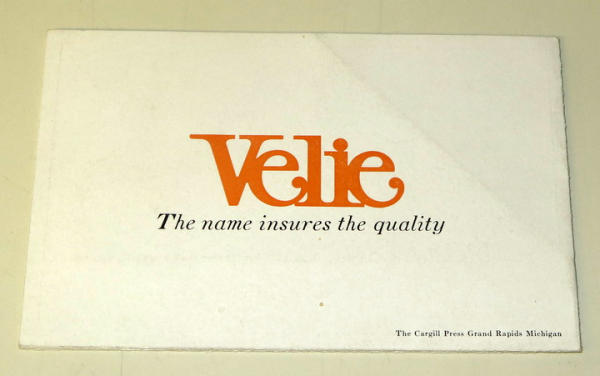 Velie
The name insures the quality
The Cargill Press Grand Rapids Michigan